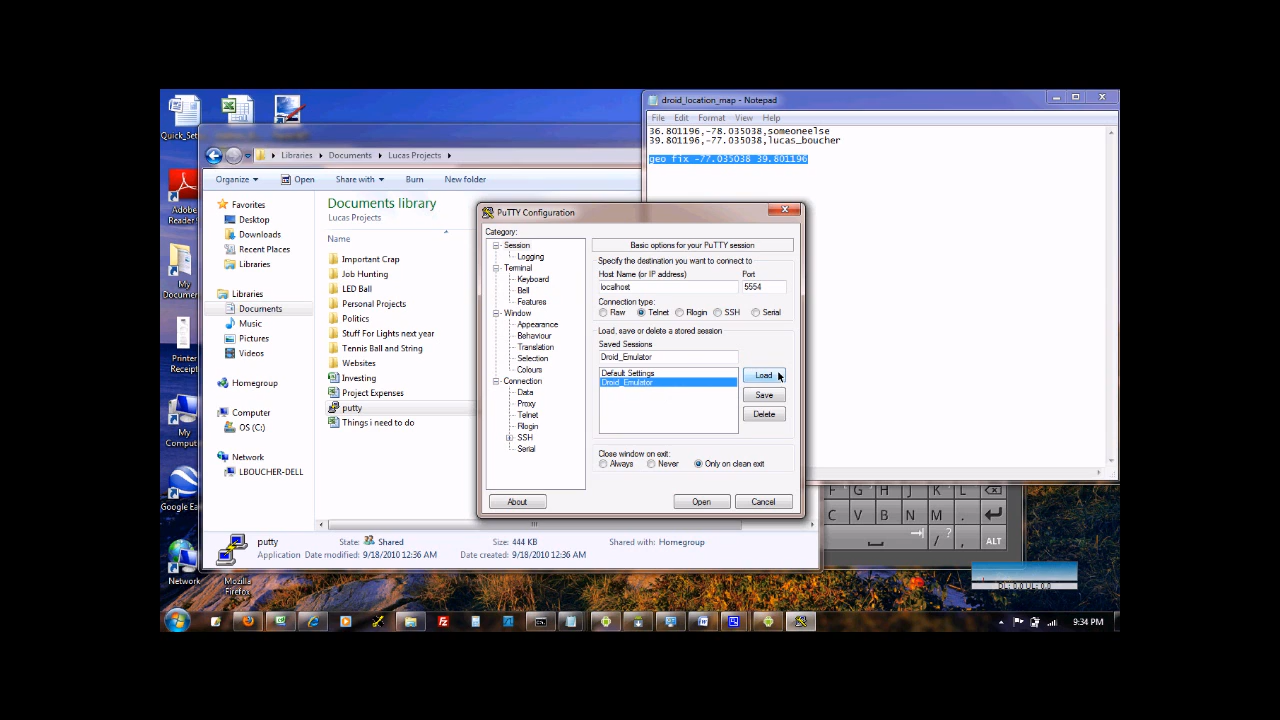 Quick_Set
Adobe
Reader
My
Documen
Printer
Receipt
My
Comput
Google Ear
Network
Mozilla
Firefox
Libraries
Documents
Lucas Projects
Organize
Open
Share with
Burn
New folder
Favorites
Desktop
Downloads
Recent Places
Libraries
Libraries
Documents
Music
Pictures
Videos
Homegroup
Computer
OS (C:)
Network
LBOUCHER-DELL
Documents library
Lucas Projects
Name
Important Crap
Job Hunting
LED Ball
Personal Projects
Politics
Stuff For Lights next year
Tennis Ball and String
Websites
Investing
Project Expenses
putty
Things i need to do
putty
State: Shared
Size: 444 KB
Shared with: Homegroup
Application Date modified: 9/18/2010 12:36 AM
Date created: 9/18/2010 12:36 AM
droid_location_map - Notepad
File Edit Format View Help
36.801196,-78.035038,someoneelse
39.801196,-77.035038,lucas_boucher
geo fix -77.035038 39.801196
PuTTY Configuration
Category:
Session
Logging
Terminal
Keyboard
Bell
Features
Window
Appearance
Behaviour
Translation
Selection
Colours
Connection
Data
Proxy
Telnet
Rlogin
SSH
Serial
Basic options for your PuTTY session
Specify the destination you want to connect to
Host Name (or IP address) Port
localhost 5554
Connection type:
Raw Telnet Rlogin SSH Serial
Load, save or delete a stored session
Saved Sessions
Droid_Emulator
Default Settings
Droid_Emulator
Load
Save
Delete
Close window on exit:
Always Never Only on clean exit
About
Open
Cancel
F G H J K L
C V B N M .
/ ? ,
ALT
9:34 PM